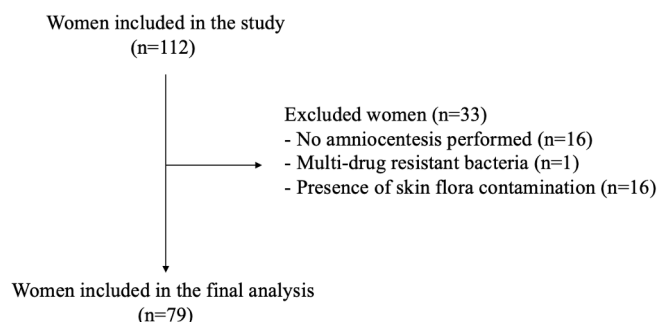 Women included in the study
(n=112)
Excluded women (n=33)
- No amniocentesis performed (n=16)
- Multi-drug resistant bacteria (n=1)
- Presence of skin flora contamination (n=16)
Women included in the final analysis
(n=79)